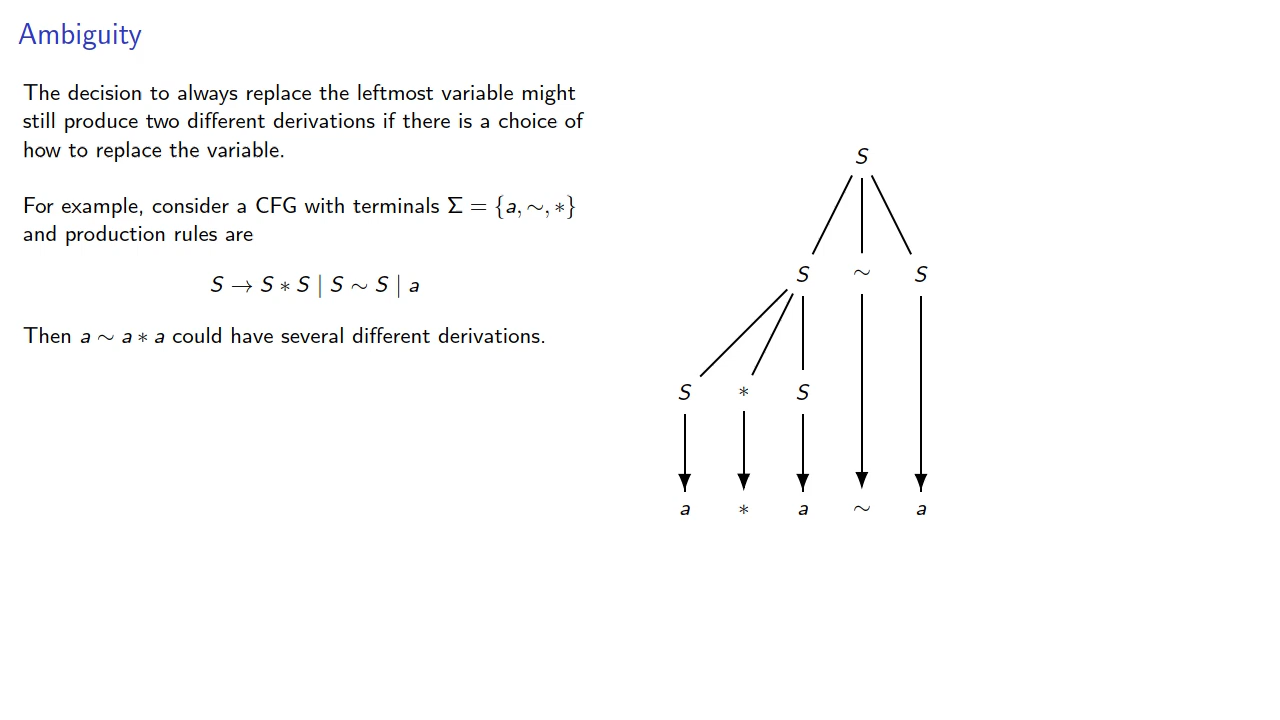 Ambiguity
The decision to always replace the leftmost variable might
still produce two different derivations if there is a choice of
how to replace the variable.
For example, consider a CFG with terminals Σ = {a, ∼, ∗}
and production rules are
S → S ∗ S | S ∼ S | a
Then a ∼ a ∗ a could have several different derivations.
S
S ∼ S
S ∗ S
a ∗ a ∼ a